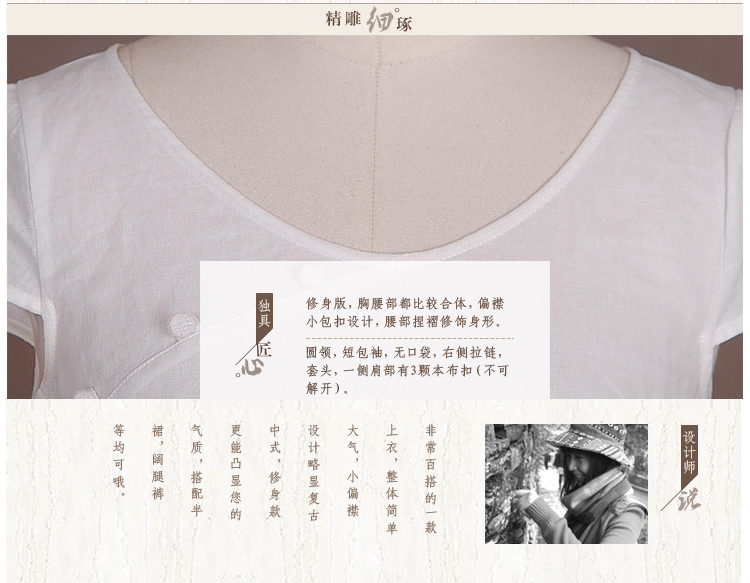 精雕细琢
独具
匠心
修身版，胸腰部都比较合体，偏襟
小包扣设计，腰部捏褶修饰身形。
圆领，短包袖，无口袋，右侧拉链，
套头，一侧肩部有3颗本布扣(不可
解开)。
设计师
说
非常百搭的一款
上衣，整体简单
大气，小偏襟
设计略显复古
中式，修身款
更能凸显您的
气质，搭配半
裙，阔腿裤
等均可哦。